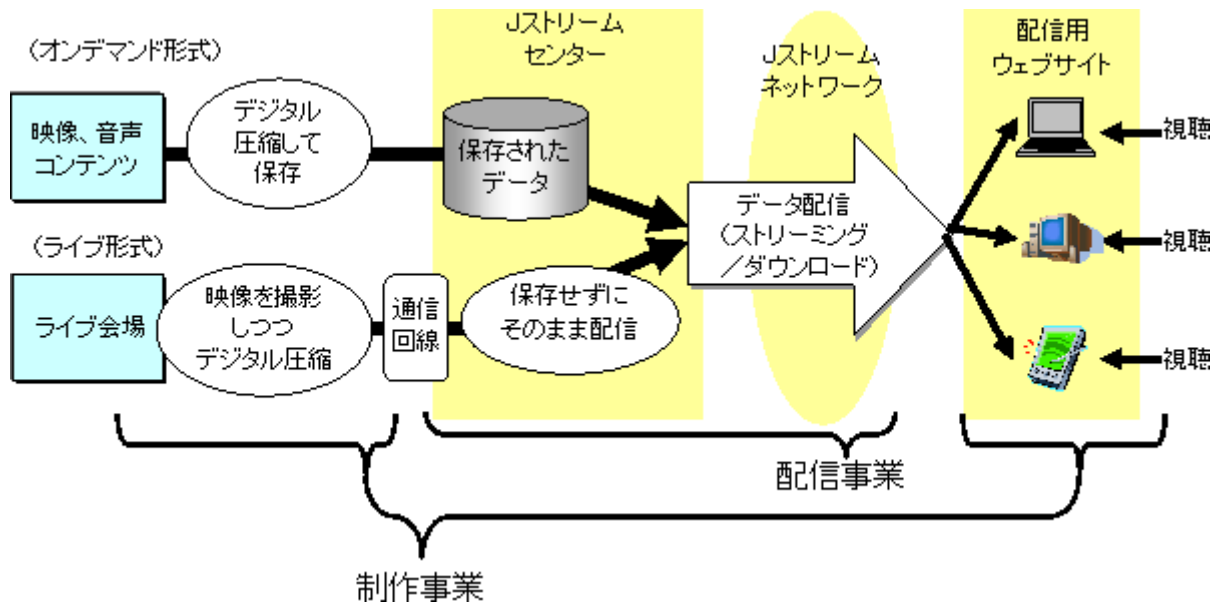 （オンデマンド形式）
映像、音声
コンテンツ
デジタル
圧縮して
保存
Jストリーム
センター
保存された
データ
Jストリーム
ネットワーク
配信用
ウェブサイト
視聴
視聴
視聴
データ配信
（ストリーミング
／ダウンロード）
（ライブ形式）
ライブ会場
映像を撮影
しつつ
デジタル圧縮
通信
回線
保存せずに
そのまま配信
配信事業
制作事業